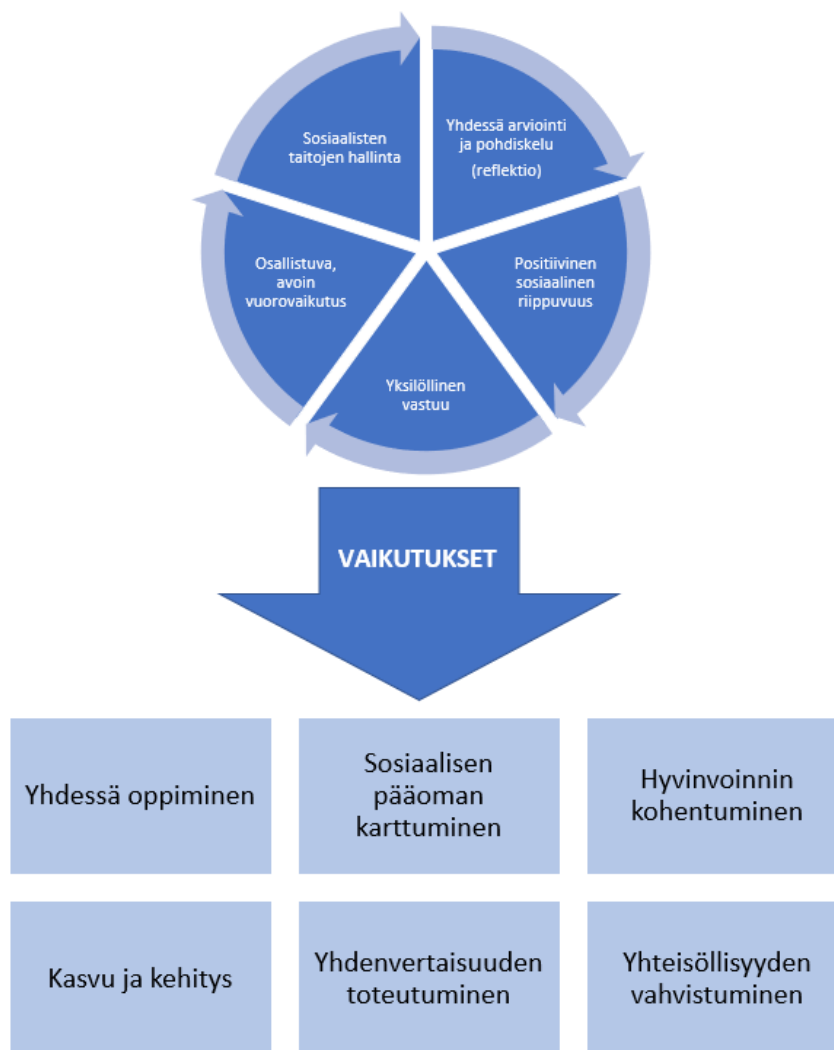 Sosiaalisten
taitojen hallinta
Yhdessä arviointi
ja pohdiskelu
(reflektio)
Osallistuva,
avoin
vuorovaikutus
Positiivinen
sosiaalinen
riippuvuus
Yksilöllinen
vastuu
VAIKUTUKSET
Yhdessä oppiminen
Sosiaalisen
pääoman
karttuminen
Hyvinvoinnin
kohentuminen
Kasvu ja kehitys
Yhdenvertaisuuden
toteutuminen
Yhteisöllisyyden
vahvistuminen